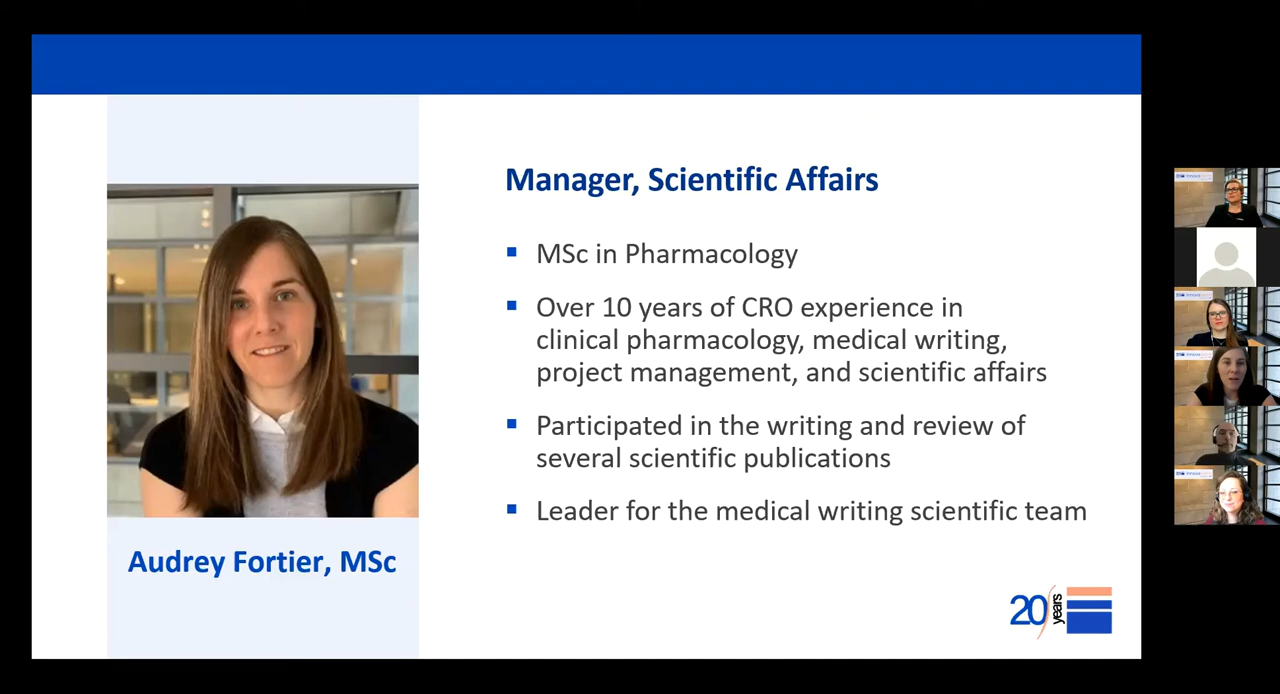 Manager, Scientific Affairs
MSc in Pharmacology
Over 10 years of CRO experience in
clinical pharmacology, medical writing,
project management, and scientific affairs
Participated in the writing and review of
several scientific publications
Leader for the medical writing scientific team
Audrey Fortier, MSc
20 years